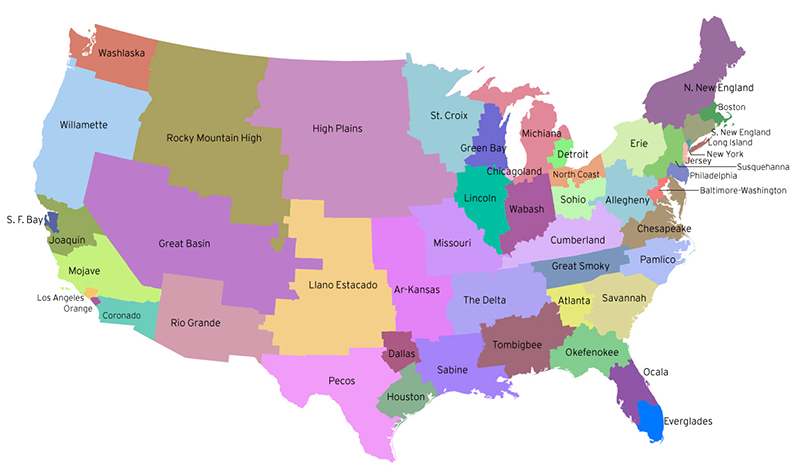 Washlaska
N. New England
Willamette
Rocky Mountain High
High Plains
St. Croix
Green Bay
Michiana
Detroit
Erie
Boston
S. New England
Long Island
New York
Jersey
Susquehanna
Philadelphia
Baltimore-Washington
Chicagoland
North Coast
Lincoln
Wabash
Sohio
Allegheny
S. F. Bay
Joaquin
Great Basin
Missouri
Cumberland
Chesapeake
Mojave
Llano Estacado
Ar-Kansas
Great Smoky
Pamlico
Los Angeles
Orange
Coronado
Rio Grande
The Delta
Atlanta
Savannah
Dallas
Tombigbee
Okefenokee
Pecos
Houston
Sabine
Ocala
Everglades